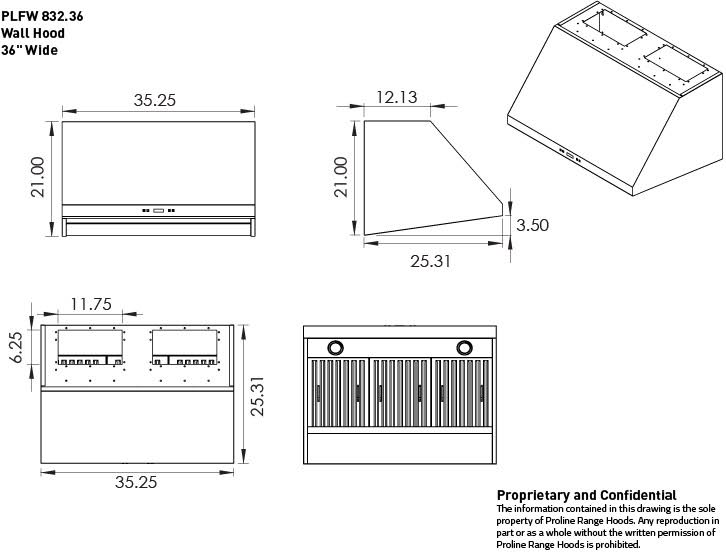 PLFW 832.36
Wall Hood
36" Wide
35.25
21.00
12.13
21.00
3.50
25.31
11.75
6.25
25.31
35.25
Proprietary and Confidential
The information contained in this drawing is the sole
property of Proline Range Hoods. Any reproduction in
part or as a whole without the written permission of
Proline Range Hoods is prohibited.